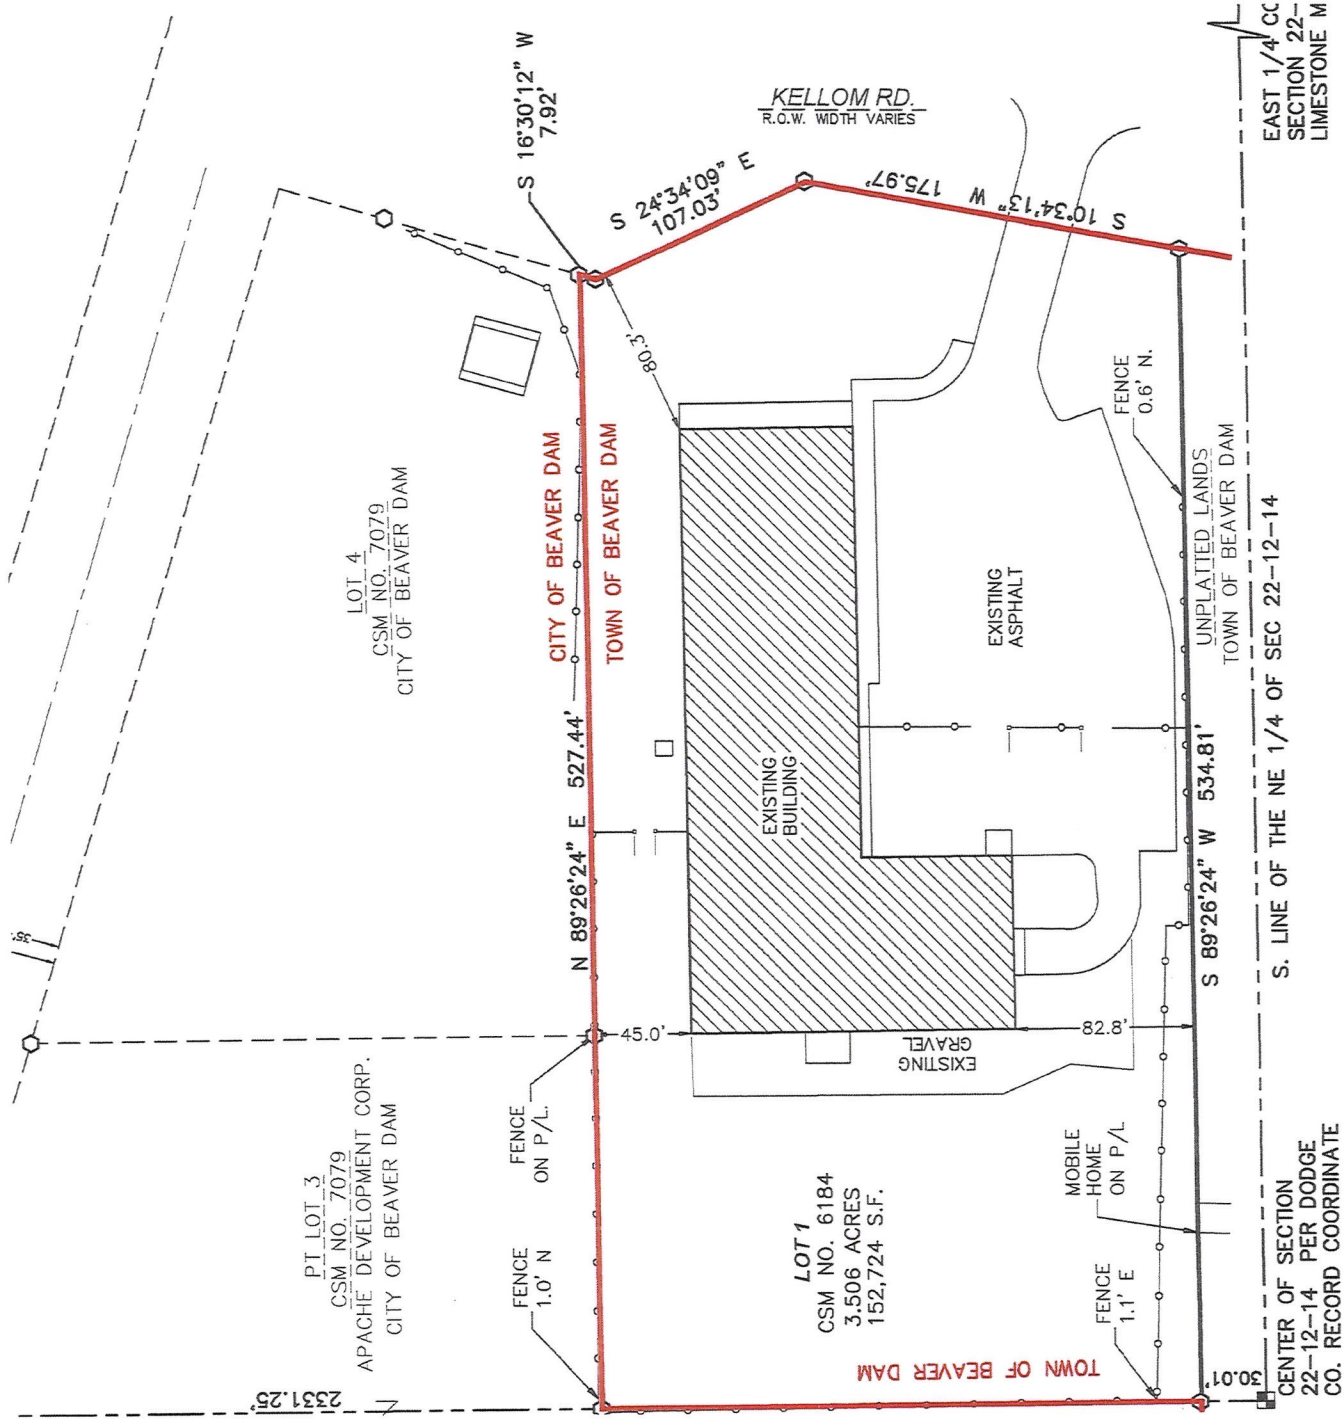 S 16°30'12" W
7.92'
KELLOM RD.
R.O.W. WIDTH VARIES
S 24°34'09" E
107.03'
S 10°34'13" W 175.97'
EAST 1/4 CO
SECTION 22-
LIMESTONE M
80.3'
LOT 4
CSM NO. 7079
CITY OF BEAVER DAM
CITY OF BEAVER DAM
TOWN OF BEAVER DAM
N 89°26'24" E 527.44'
35'
FENCE
0.6' N.
EXISTING
ASPHALT
EXISTING
BUILDING
UNPLATTED LANDS
TOWN OF BEAVER DAM
S 89°26'24" W 534.81'
S. LINE OF THE NE 1/4 OF SEC 22-12-14
45.0'
82.8'
EXISTING
GRAVEL
PT LOT 3
CSM NO. 7079
APACHE DEVELOPMENT CORP.
CITY OF BEAVER DAM
FENCE
ON P/L.
FENCE
1.0' N
LOT 1
CSM NO. 6184
3.506 ACRES
152,724 S.F.
MOBILE
HOME
ON P/L
FENCE
1.1' E
TOWN OF BEAVER DAM
2331.25'
30.01'
CENTER OF SECTION
22-12-14 PER DODGE
CO. RECORD COORDINATE